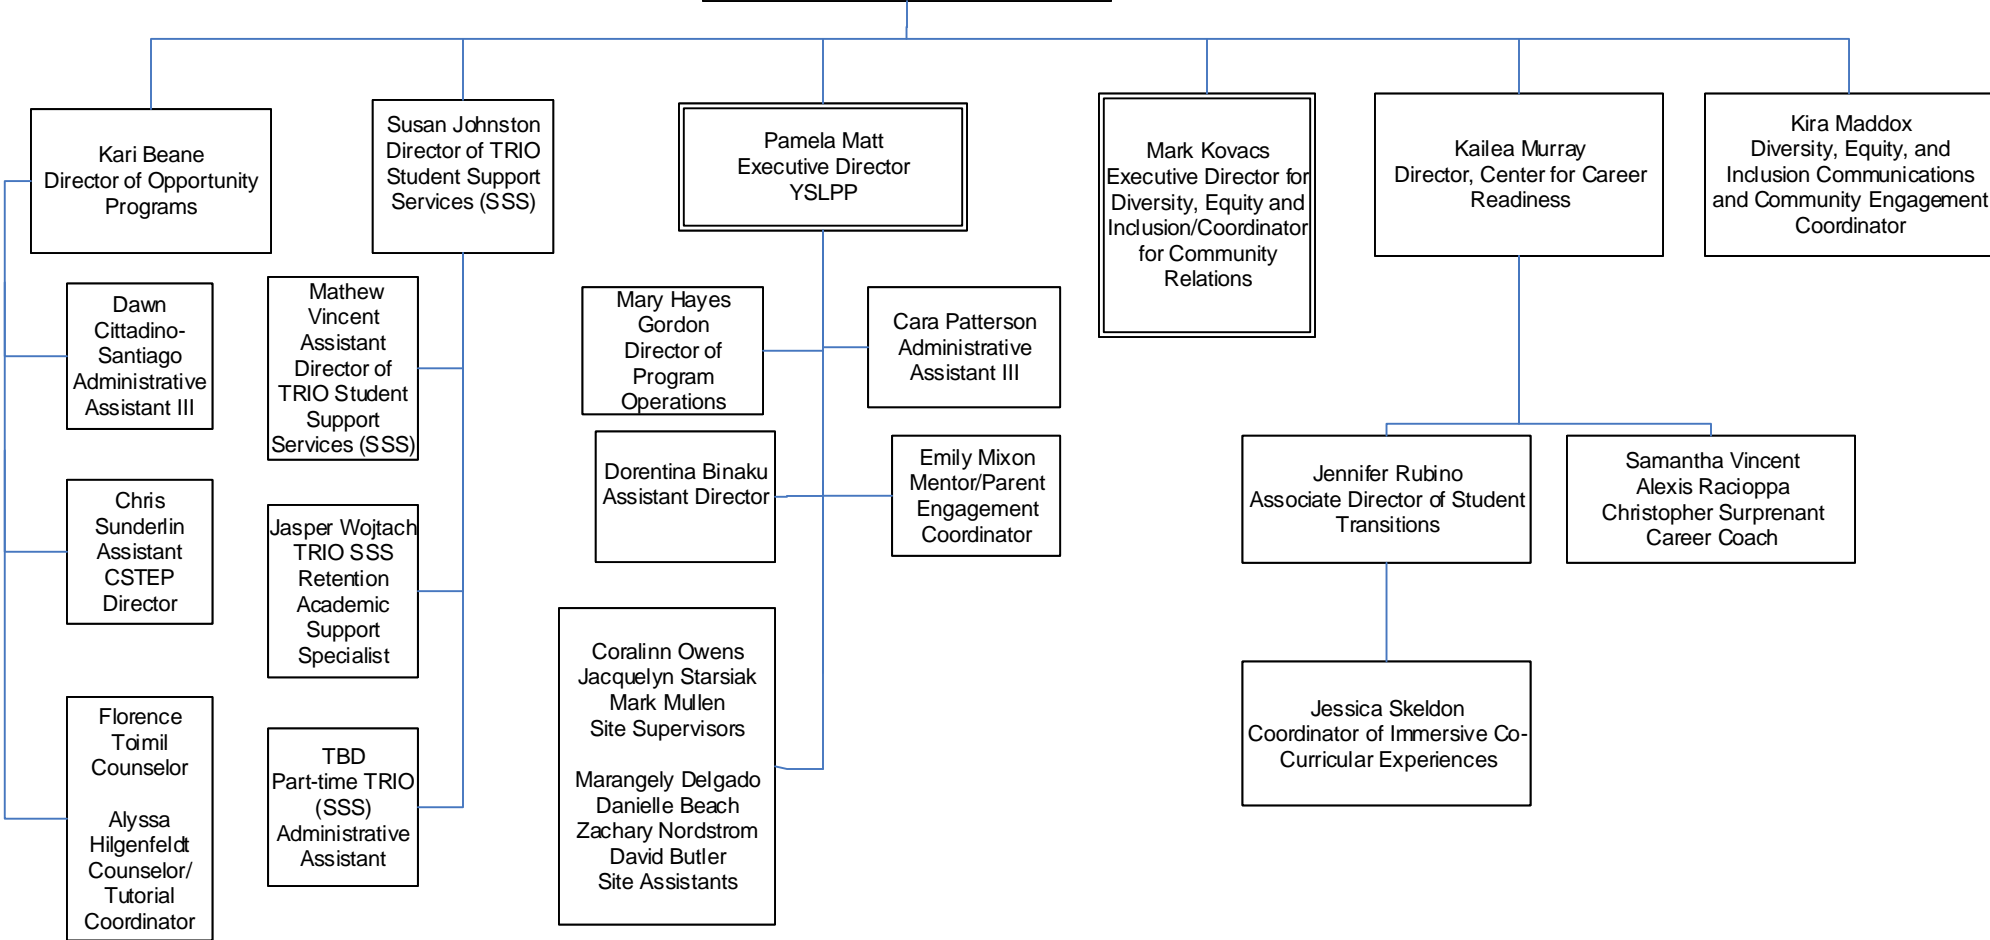 Kari Beane
Director of Opportunity
Programs
Susan Johnston
Director of TRIO
Student Support
Services (SSS)
Pamela Matt
Executive Director
YSLPP
Mark Kovacs
Executive Director for
Diversity, Equity and
Inclusion/Coordinator
for Community
Relations
Kailea Murray
Director, Center for Career
Readiness
Kira Maddox
Diversity, Equity, and
Inclusion Communications
and Community Engagement
Coordinator
Dawn
Cittadino-
Santiago
Administrative
Assistant III
Chris
Sunderlin
Assistant
CSTEP
Director
Florence
Toimil
Counselor
Alyssa
Hilgenfeldt
Counselor/
Tutorial
Coordinator
Mathew
Vincent
Assistant
Director of
TRIO Student
Support
Services (SSS)
Jasper Wojtach
TRIO SSS
Retention
Academic
Support
Specialist
TBD
Part-time TRIO
(SSS)
Administrative
Assistant
Mary Hayes
Gordon
Director of
Program
Operations
Cara Patterson
Administrative
Assistant III
Dorentina Binaku
Assistant Director
Emily Mixon
Mentor/Parent
Engagement
Coordinator
Coralinn Owens
Jacquelyn Starsiak
Mark Mullen
Site Supervisors
Marangely Delgado
Danielle Beach
Zachary Nordstrom
David Butler
Site Assistants
Jennifer Rubino
Associate Director of Student
Transitions
Samantha Vincent
Alexis Racioppa
Christopher Surprenant
Career Coach
Jessica Skeldon
Coordinator of Immersive Co-
Curricular Experiences